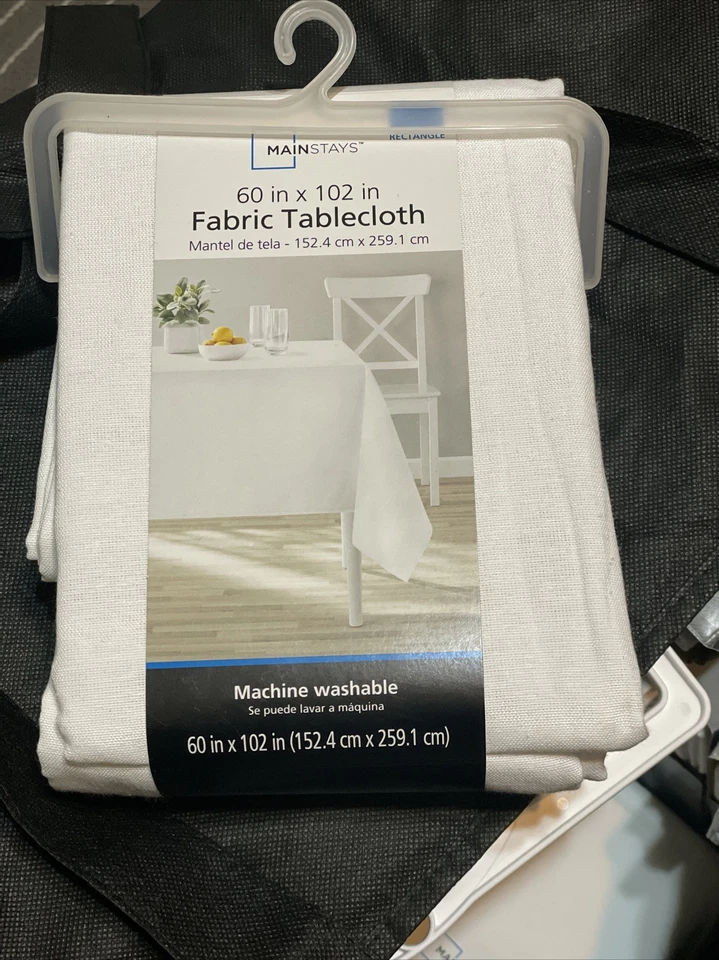 RECTANGLE
MAINSTAYS™
60 in x 102 in
Fabric Tablecloth
Mantel de tela - 152.4 cm x 259.1 cm
Machine washable
Se puede lavar a máquina
60 in x 102 in (152.4 cm x 259.1 cm)